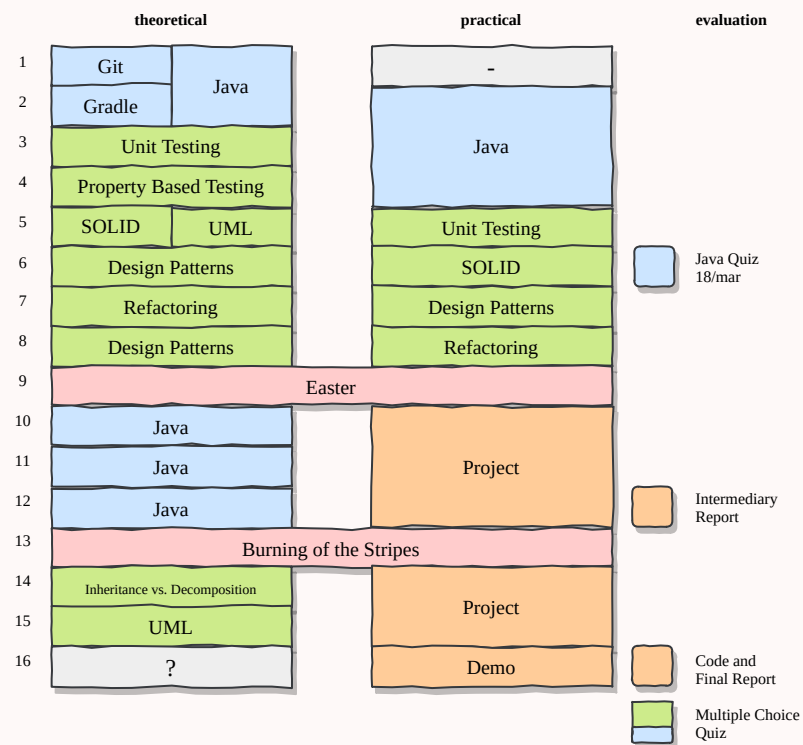 theoretical practical evaluation
1 Git Java -
2 Gradle Java
3 Unit Testing
4 Property Based Testing
5 SOLID UML Unit Testing
6 Design Patterns SOLID Java Quiz
18/mar
7 Refactoring Design Patterns
8 Design Patterns Refactoring
9 Easter
10 Java
11 Java Project
12 Java Intermediary
Report
13 Burning of the Stripes
14 Inheritance vs. Decomposition Project
15 UML
16 ? Demo Code and
Final Report
Multiple Choice
Quiz